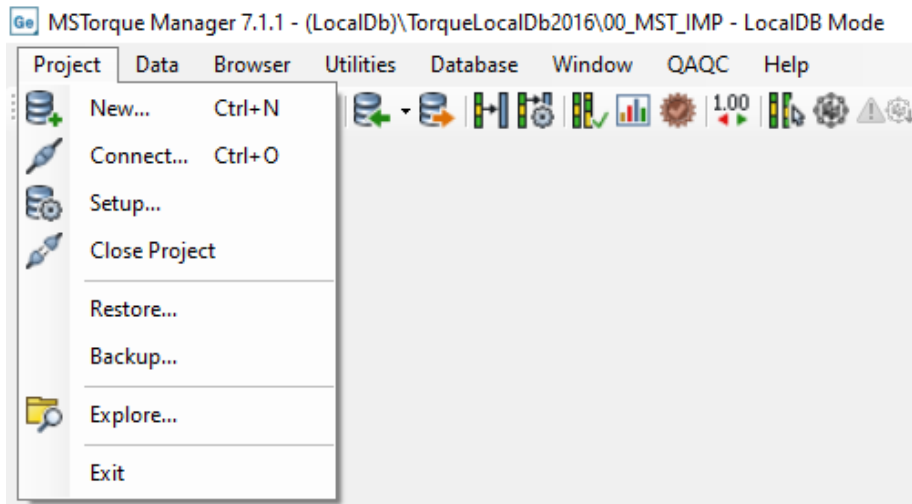 Ge MSTorque Manager 7.1.1 - (LocalDb)\TorqueLocalDb2016\00_MST_IMP - LocalDB Mode
Project Data Browser Utilities Database Window QAQC Help
New... Ctrl+N
1.00
Connect... Ctrl+O
Setup...
Close Project
Restore...
Backup...
Explore...
Exit